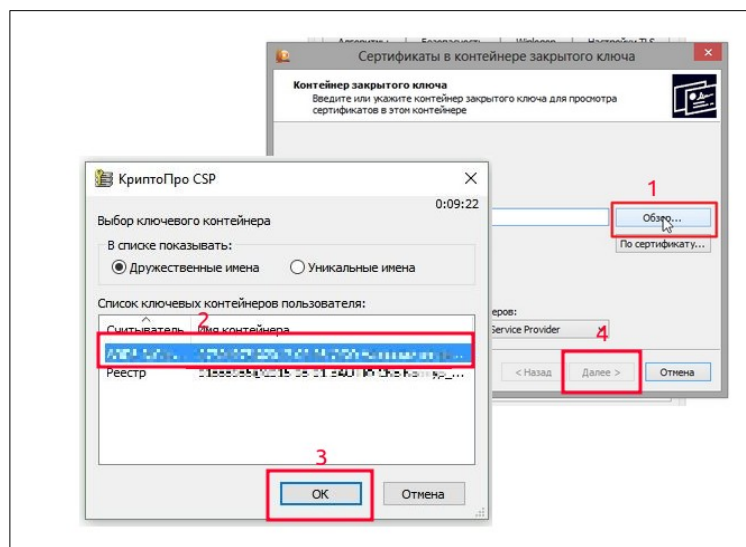 Сертификаты в контейнере закрытого ключа
Контейнер закрытого ключа
Введите или укажите контейнер закрытого ключа для просмотра
сертификатов в этом контейнере
1
Обзор...
По сертификату...
еров:
Service Provider
4
< Назад Далее > Отмена
КриптоПро CSP
0:09:22
Выбор ключевого контейнера
В списке показывать:
Дружественные имена Уникальные имена
Список ключевых контейнеров пользователя:
2
Считыватель Имя контейнера
Реестр
3
ОК Отмена